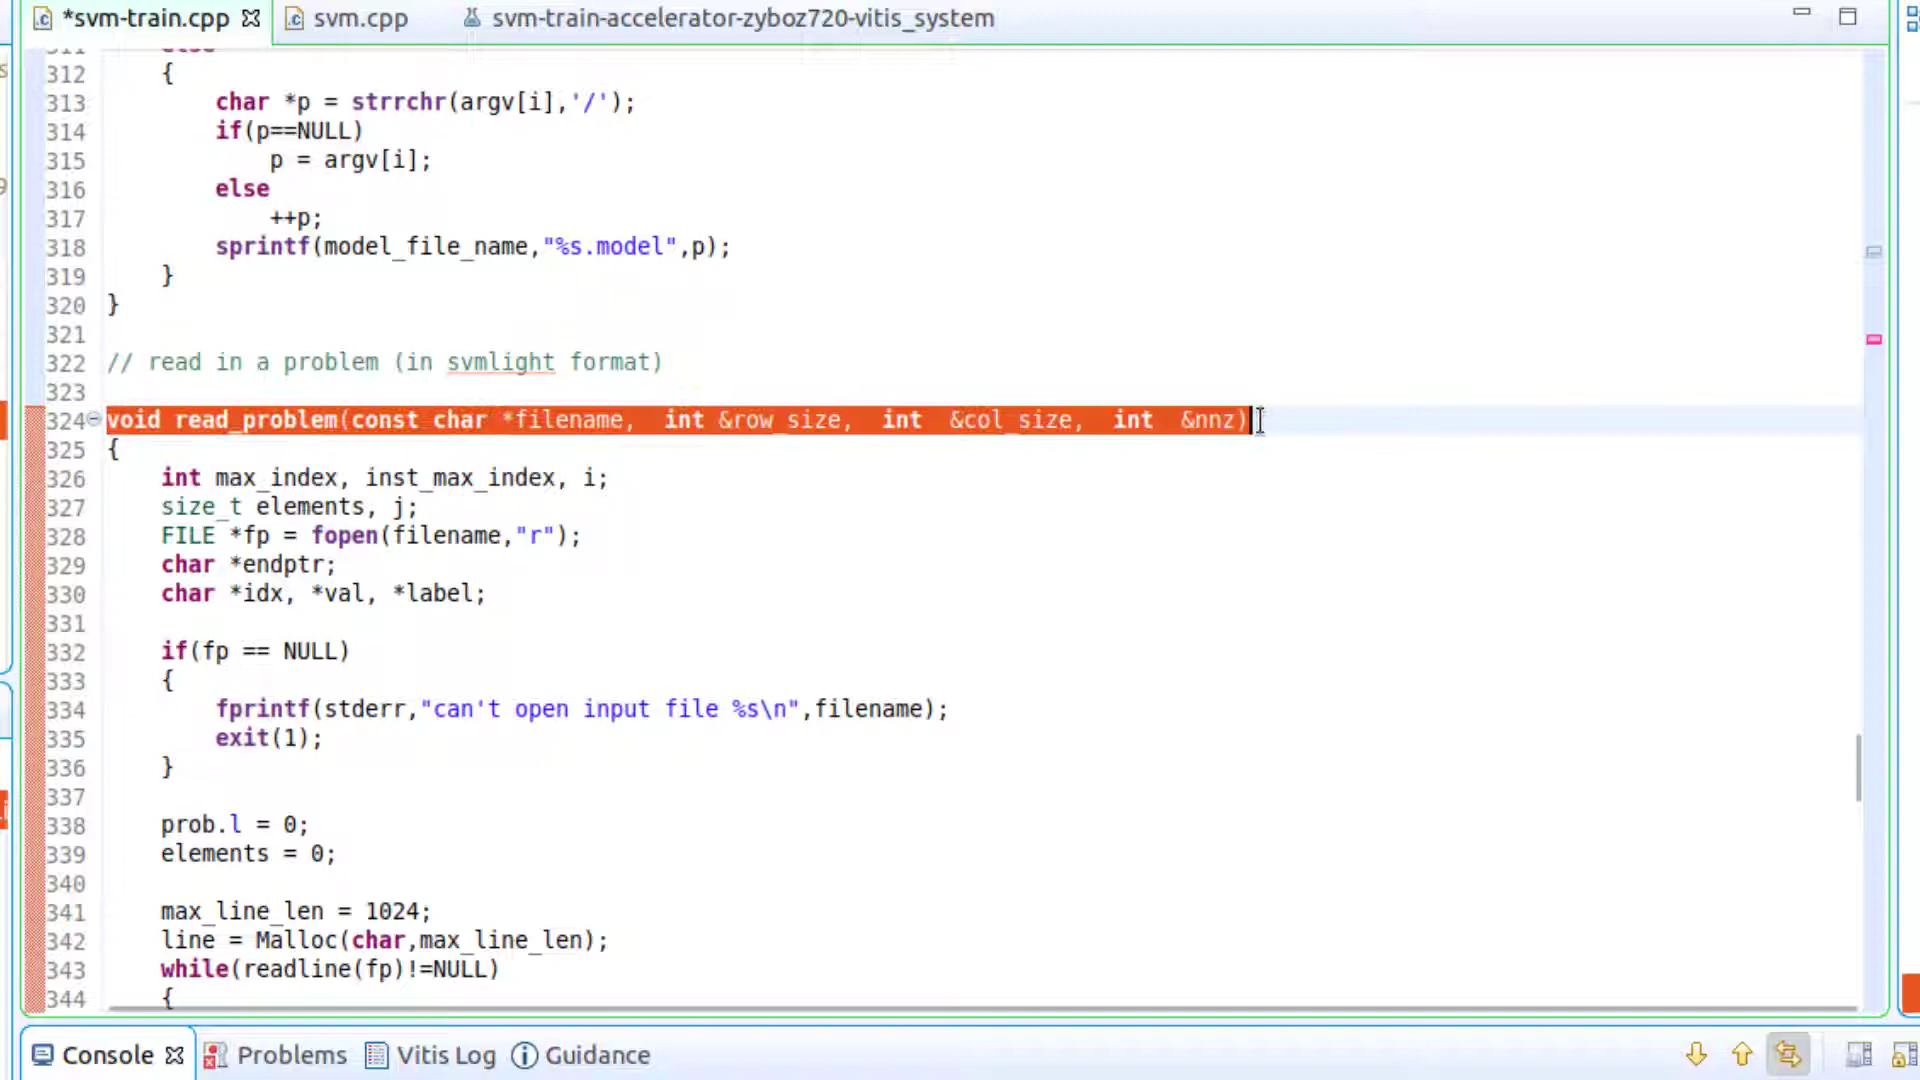 *svm-train.cpp svm.cpp svm-train-accelerator-zyboz720-vitis_system
311 else
312 {
313 char *p = strrchr(argv[i],'/');
314 if(p==NULL)
315 p = argv[i];
316 else
317 ++p;
318 sprintf(model_file_name,"%s.model",p);
319 }
320 }
321
322 // read in a problem (in svmlight format)
323
324 void read_problem(const char *filename,  int &row_size,  int  &col_size,  int  &nnz)
325 {
326 int max_index, inst_max_index, i;
327 size_t elements, j;
328 FILE *fp = fopen(filename,"r");
329 char *endptr;
330 char *idx, *val, *label;
331
332 if(fp == NULL)
333 {
334 fprintf(stderr,"can't open input file %s\n",filename);
335 exit(1);
336 }
337
338 prob.l = 0;
339 elements = 0;
340
341 max_line_len = 1024;
342 line = Malloc(char,max_line_len);
343 while(readline(fp)!=NULL)
344 {
Console Problems Vitis Log Guidance